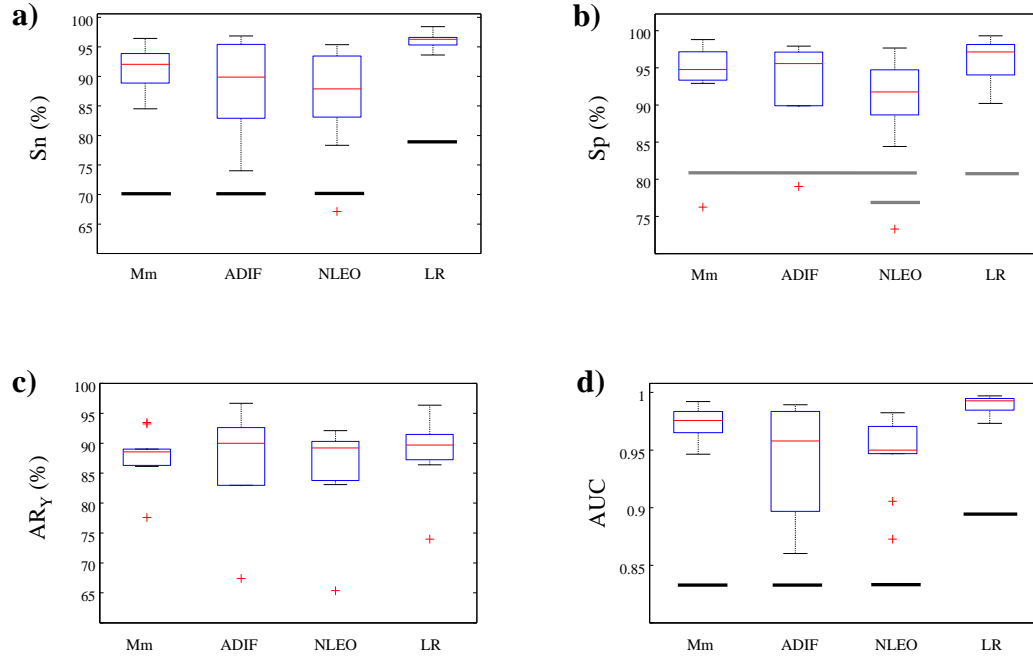 a)
Sn (%)
100
95
90
85
80
75
70
65
Mm ADIF NLEO LR
b)
Sp (%)
100
95
90
85
80
75
Mm ADIF NLEO LR
c)
AR_Y (%)
100
95
90
85
80
75
70
65
Mm ADIF NLEO LR
d)
AUC
1
0.95
0.9
0.85
Mm ADIF NLEO LR